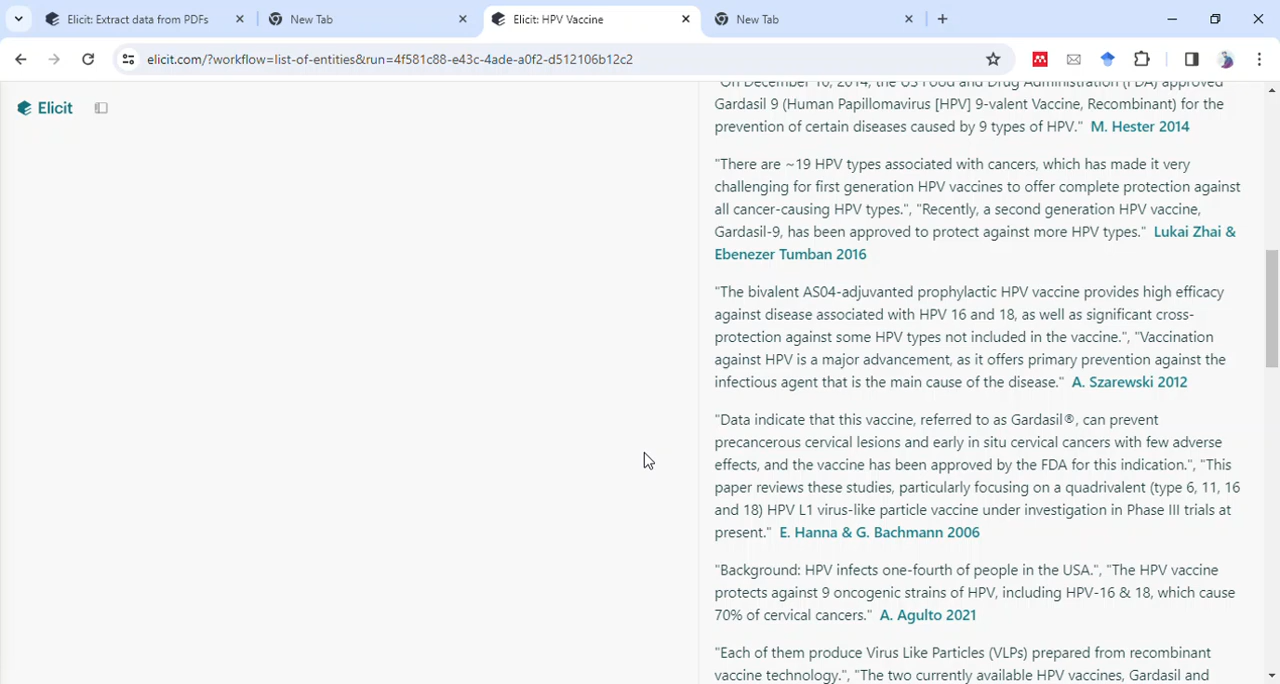 Elicit: Extract data from PDFs
New Tab
Elicit: HPV Vaccine
New Tab
elicit.com/?workflow=list-of-entities&run=4f581c88-e43c-4ade-a0f2-d512106b12c2
Elicit
"On December 10, 2014, the US Food and Drug Administration (FDA) approved
Gardasil 9 (Human Papillomavirus [HPV] 9-valent Vaccine, Recombinant) for the
prevention of certain diseases caused by 9 types of HPV." M. Hester 2014
"There are ~19 HPV types associated with cancers, which has made it very
challenging for first generation HPV vaccines to offer complete protection against
all cancer-causing HPV types.", "Recently, a second generation HPV vaccine,
Gardasil-9, has been approved to protect against more HPV types." Lukai Zhai &
Ebenezer Tumban 2016
"The bivalent AS04-adjuvanted prophylactic HPV vaccine provides high efficacy
against disease associated with HPV 16 and 18, as well as significant cross-
protection against some HPV types not included in the vaccine.", "Vaccination
against HPV is a major advancement, as it offers primary prevention against the
infectious agent that is the main cause of the disease." A. Szarewski 2012
"Data indicate that this vaccine, referred to as Gardasil®, can prevent
precancerous cervical lesions and early in situ cervical cancers with few adverse
effects, and the vaccine has been approved by the FDA for this indication.", "This
paper reviews these studies, particularly focusing on a quadrivalent (type 6, 11, 16
and 18) HPV L1 virus-like particle vaccine under investigation in Phase III trials at
present." E. Hanna & G. Bachmann 2006
"Background: HPV infects one-fourth of people in the USA.", "The HPV vaccine
protects against 9 oncogenic strains of HPV, including HPV-16 & 18, which cause
70% of cervical cancers." A. Agulto 2021
"Each of them produce Virus Like Particles (VLPs) prepared from recombinant
vaccine technology.", "The two currently available HPV vaccines, Gardasil and